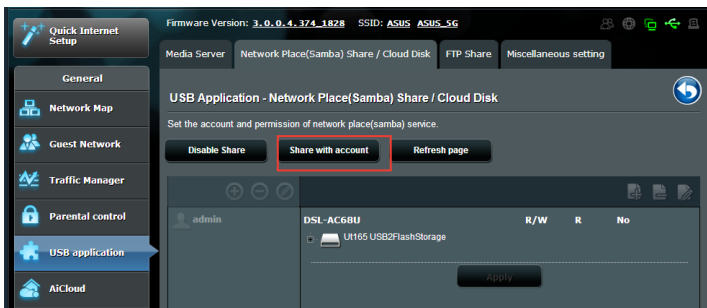 Quick Internet
Setup
Firmware Version: 3.0.0.4.374_1828 SSID: ASUS ASUS_5G
Media Server
Network Place(Samba) Share / Cloud Disk
FTP Share
Miscellaneous setting
General
Network Map
Guest Network
Traffic Manager
Parental control
USB application
AiCloud
USB Application - Network Place(Samba) Share / Cloud Disk
Set the account and permission of network place(samba) service.
Disable Share
Share with account
Refresh page
admin
DSL-AC68U R/W R No
Ut165 USB2FlashStorage
Apply